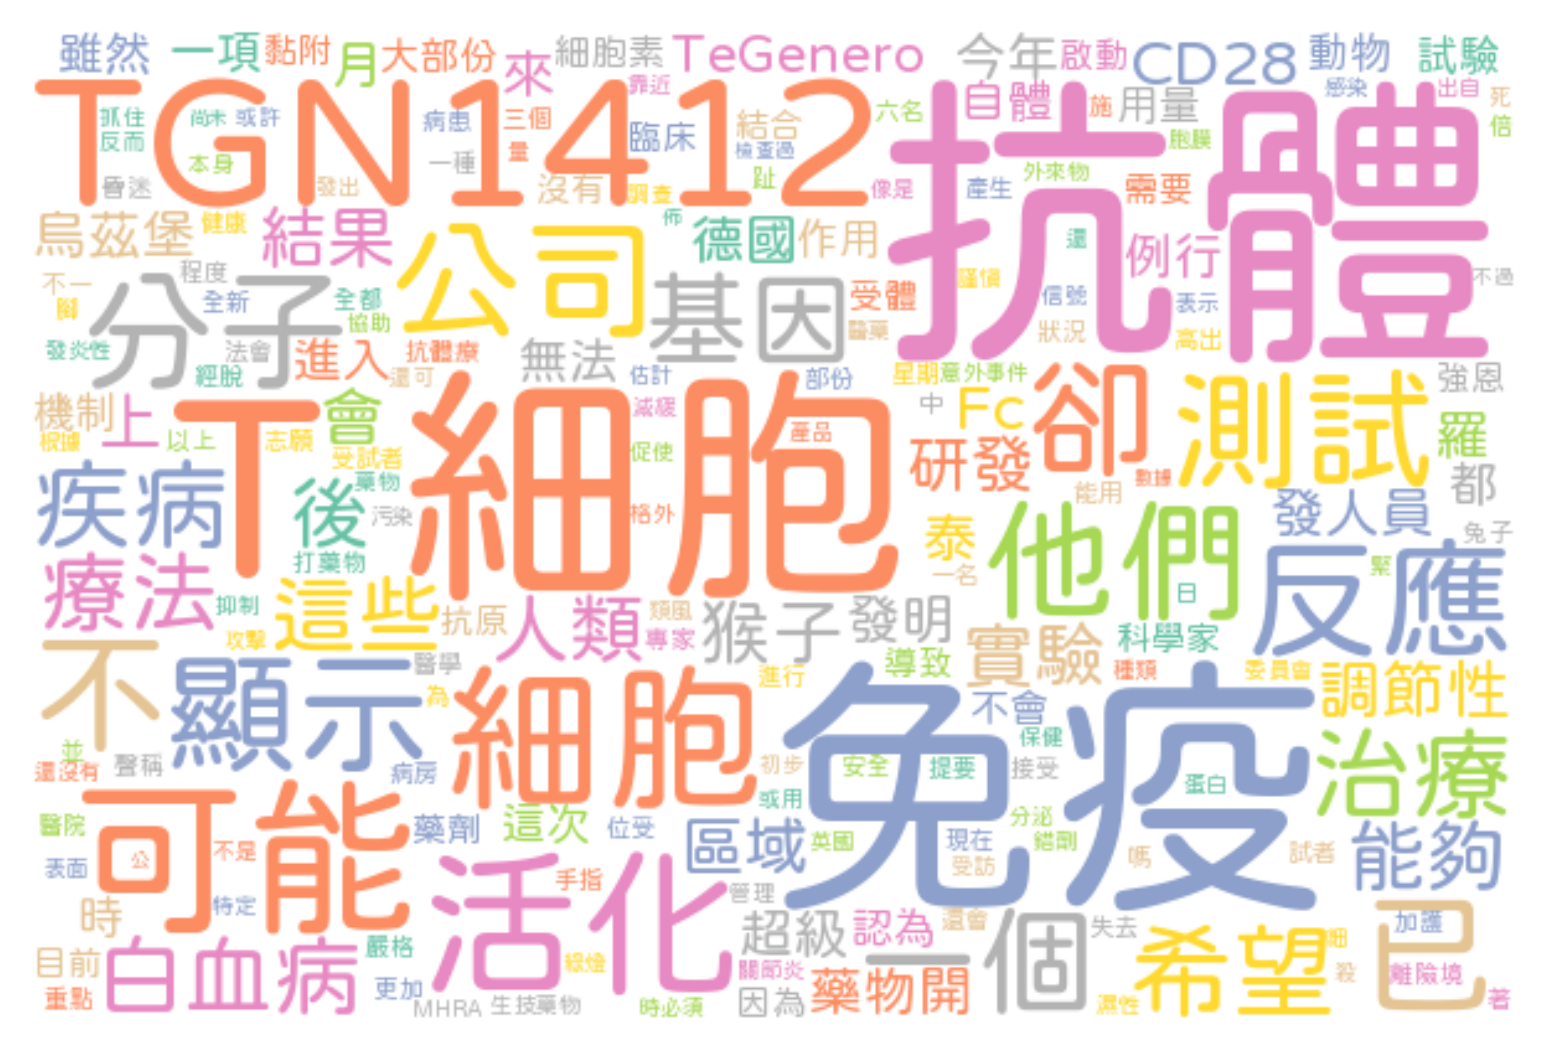 雖然 一項 黏附 月 大部份 來 細胞素 TeGenero 今年 啟動 CD28 動物 試驗
TGN1412 抗體
靠近 自體 施 用量 感染 出自 死
抓住 尚未 或許 病患 三個 臨床 結合 六名 倍
反而 本身 一種 量 檢查過 胞膜
昏迷 發出 沒有 調查 趾 像是 產生 外來物 需要
烏茲堡 健康 結果 公司 佈 德國 作用 還 例行
不一 程度 分子 基因 受體 謹慎 信號 表示 不過
腳 全新 全都 協助 醫藥 狀況 高出
發炎性 法會 進入 抗體療 無法
經脫 還可 估計 部份 星期 意外事件 強恩
機制 上 T細胞 會 減緩 中 Fc 卻 測試 羅
根據 以上 志願 促使 產品 研發
受試者 數據 都
疾病 後 藥物 格外 能用 發人員
污染 泰 他們 兔子
打藥物 一名 緊 反應
療法 抑制 這些 抗原 人類 類風 猴子 發明 日
攻擊 專家 實驗 科學家
不 顯示 醫學 細胞 進行 導致 種類 委員會 調節性
並 為 免疫 不會
還沒有 聲稱 病房 初步 安全 提要 保健 接受 蛋白 治療
可能 或用 分泌
醫院 藥劑 這次 位受 區域 英國 現在 錯劑 能夠
表面 公 不是 活化 手指 受訪 嗎 試者
時 特定 管理 已
嚴格 超級 認為 還會 一個 失去 希望 細 加護
目前 白血病 綠燈 關節炎 殺 離險境
重點 更加 MHRA 生技藥物 時必須 因為 藥物開 濕性 著